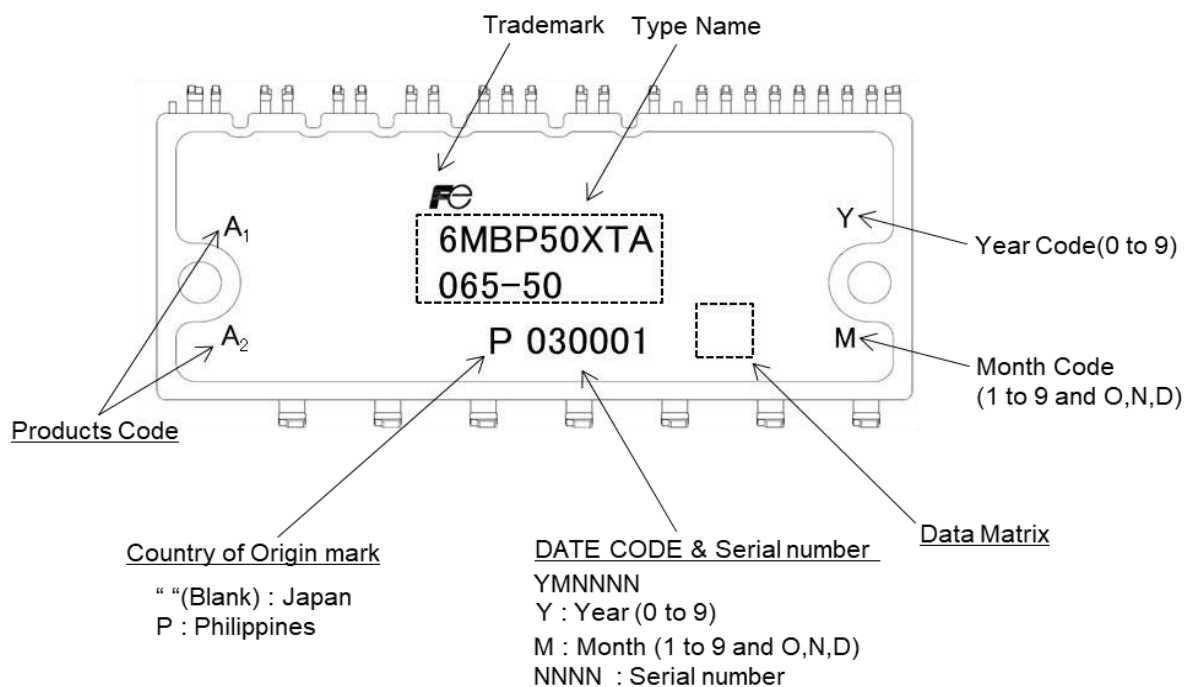 Trademark
Type Name
Fe
6MBP50XTA
065-50
P 030001
A1
A2
Y
M
Year Code(0 to 9)
Month Code
(1 to 9 and O,N,D)
Products Code
Country of Origin mark
“ “(Blank) : Japan
P : Philippines
DATE CODE & Serial number
YMNNNN
Y : Year (0 to 9)
M : Month (1 to 9 and O,N,D)
NNNN : Serial number
Data Matrix